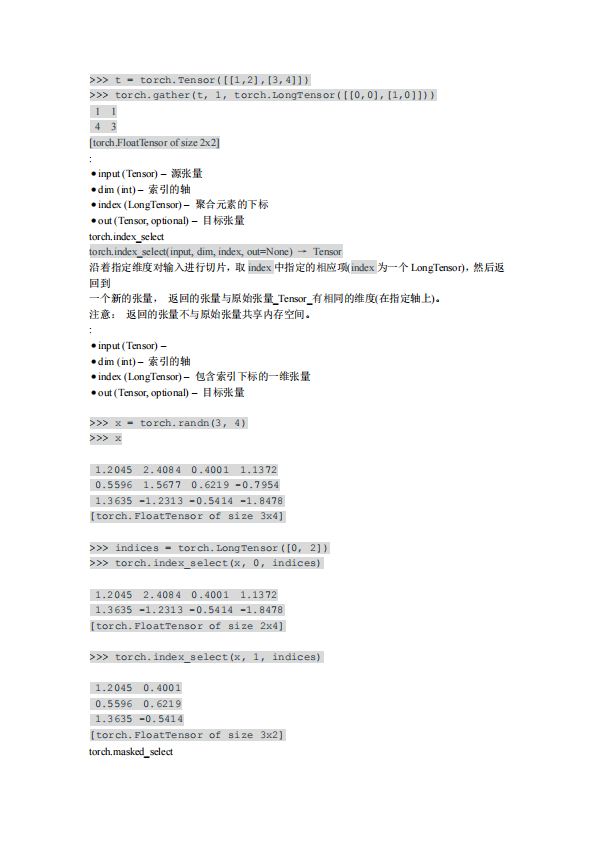 >>> t = torch.Tensor([[1,2],[3,4]])
>>> torch.gather(t, 1, torch.LongTensor([[0,0],[1,0]]))
1 1
4 3
[torch.FloatTensor of size 2x2]
:
●input (Tensor) – 源张量
●dim (int) – 索引的轴
●index (LongTensor) – 聚合元素的下标
●out (Tensor, optional) – 目标张量
torch.index_select
torch.index_select(input, dim, index, out=None) → Tensor
沿着指定维度对输入进行切片，取 index 中指定的相应项(index 为一个 LongTensor)，然后返
回到
一个新的张量， 返回的张量与原始张量_Tensor_有相同的维度(在指定轴上)。
注意： 返回的张量不与原始张量共享内存空间。
:
●input (Tensor) –
●dim (int) – 索引的轴
●index (LongTensor) – 包含索引下标的一维张量
●out (Tensor, optional) – 目标张量
>>> x = torch.randn(3, 4)
>>> x
1.2045 2.4084 0.4001 1.1372
0.5596 1.5677 0.6219 -0.7954
1.3635 -1.2313 -0.5414 -1.8478
[torch.FloatTensor of size 3x4]
>>> indices = torch.LongTensor([0, 2])
>>> torch.index_select(x, 0, indices)
1.2045 2.4084 0.4001 1.1372
1.3635 -1.2313 -0.5414 -1.8478
[torch.FloatTensor of size 2x4]
>>> torch.index_select(x, 1, indices)
1.2045 0.4001
0.5596 0.6219
1.3635 -0.5414
[torch.FloatTensor of size 3x2]
torch.masked_select